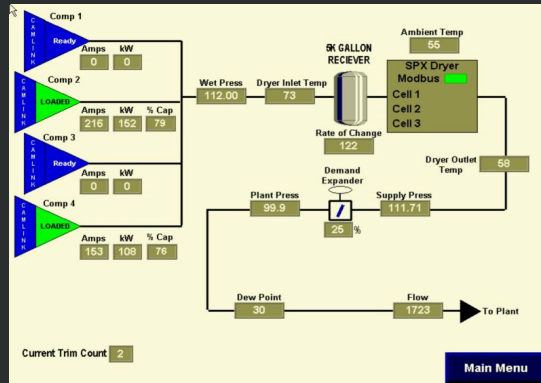 Comp 1
CAMLINK
Ready
Amps kW
0 0
Comp 2
CAMLINK
LOADED
Amps kW % Cap
216 152 79
Comp 3
CAMLINK
Ready
Amps kW
0 0
Comp 4
CAMLINK
LOADED
Amps kW % Cap
153 108 76
Wet Press
112.00
Dryer Inlet Temp
73
5K GALLON
RECIEVER
Rate of Change
122
Ambient Temp
55
SPX Dryer
Modbus
Cell 1
Cell 2
Cell 3
Dryer Outlet
Temp
58
Demand
Expander
25 %
Plant Press
99.9
Supply Press
111.71
Dew Point
30
Flow
1723
To Plant
Current Trim Count 2
Main Menu